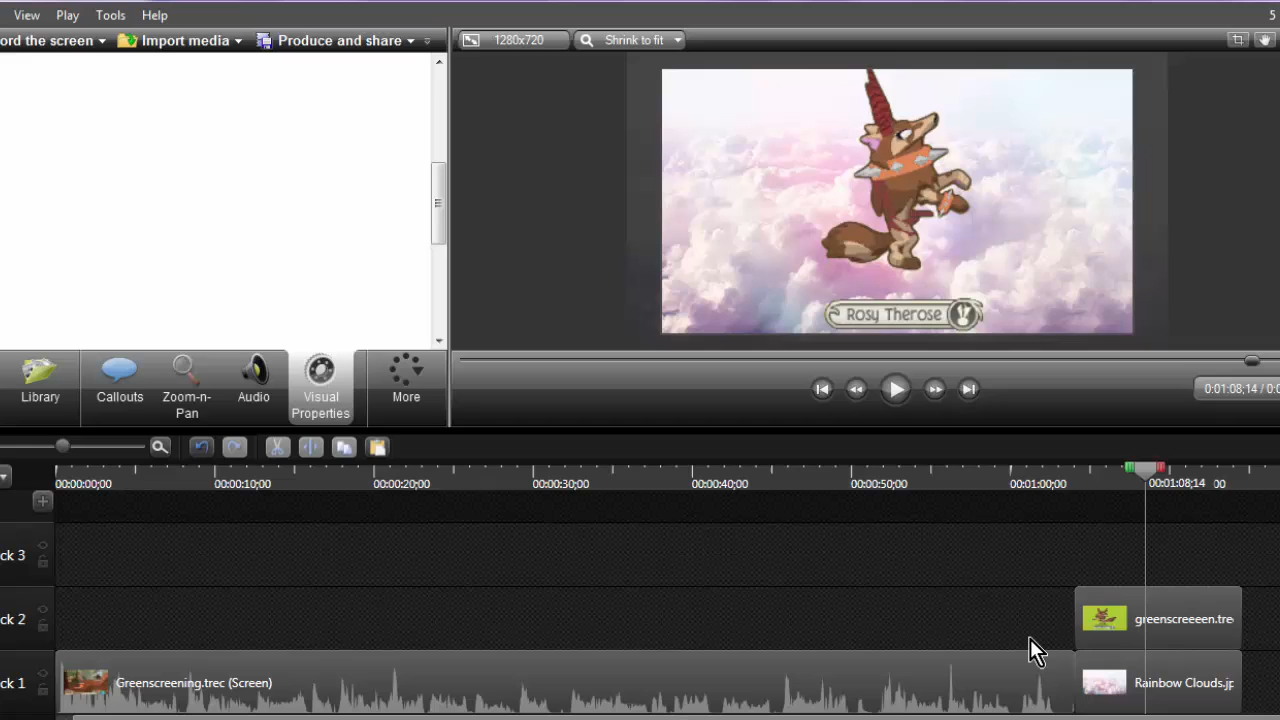 View Play Tools Help 5
ord the screen Import media Produce and share 1280x720 Shrink to fit
Rosy Therose
Library Callouts Zoom-n-Pan Audio Visual Properties More
0:01:08;14 / 0:0
00:00:00;00 00:00:10;00 00:00:20;00 00:00:30;00 00:00:40;00 00:00:50;00 00:01:00;00 00:01:08;14 00
ck 3
ck 2 greenscreeeen.tre
ck 1 Greenscreening.trec (Screen) Rainbow Clouds.jp